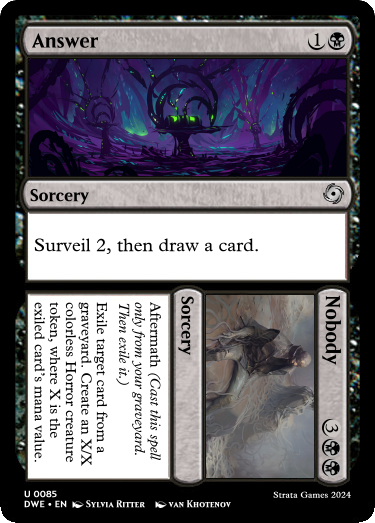 Answer 1
Sorcery
Surveil 2, then draw a card.
Nobody 3
Sorcery
Aftermath (Cast this spell
only from your graveyard.
Then exile it.)
Exile target card from a
graveyard. Create an X/X
colorless Horror creature
token, where X is the
exiled card's mana value.
U 0085
DWE • EN Sylvia Ritter van Khotenov
Strata Games 2024